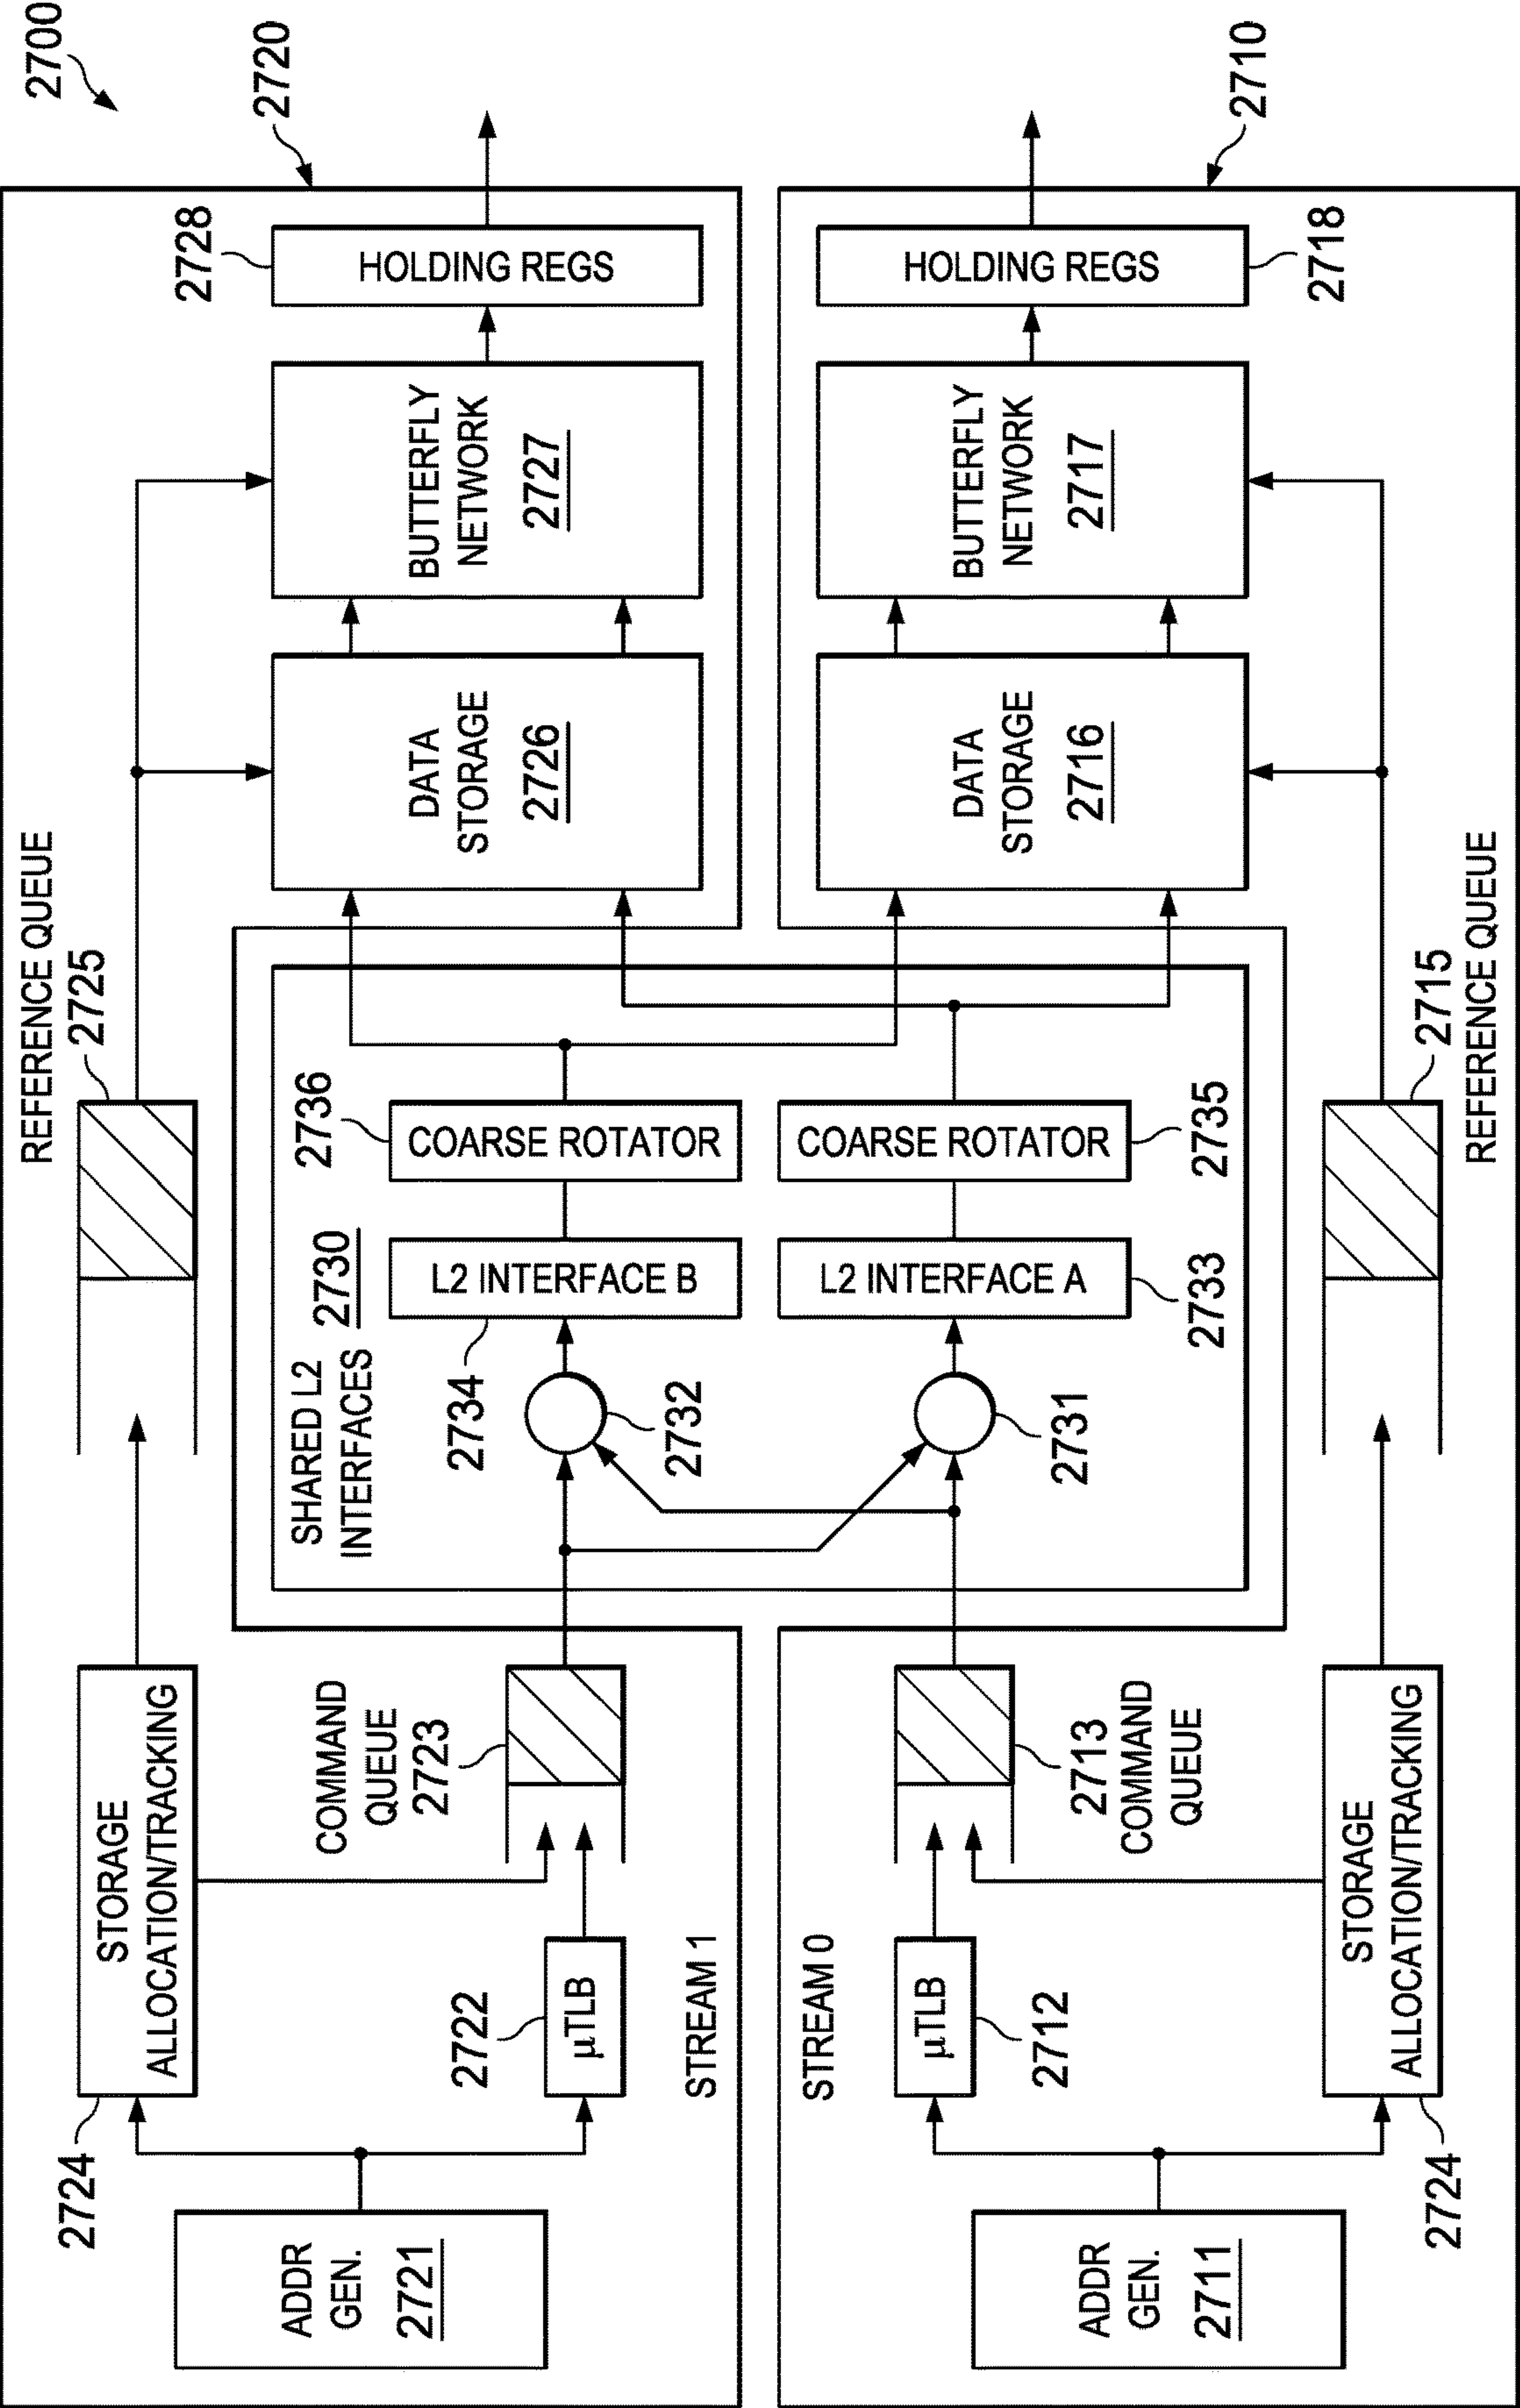 2700
2720
2710
REFERENCE QUEUE
2725
2728
HOLDING REGS
BUTTERFLY
NETWORK
2727
DATA
STORAGE
2726
STORAGE
ALLOCATION/TRACKING
2724
ADDR
GEN.
2721
2722
µTLB
COMMAND
QUEUE
2723
STREAM 1
SHARED L2
INTERFACES
2730
2734
L2 INTERFACE B
2732
2736
COARSE ROTATOR
2731
L2 INTERFACE A
2733
COARSE ROTATOR
2735
STREAM 0
ADDR
GEN.
2711
µTLB
2712
2713
COMMAND
QUEUE
STORAGE
ALLOCATION/TRACKING
2724
2715
REFERENCE QUEUE
DATA
STORAGE
2716
BUTTERFLY
NETWORK
2717
HOLDING REGS
2718